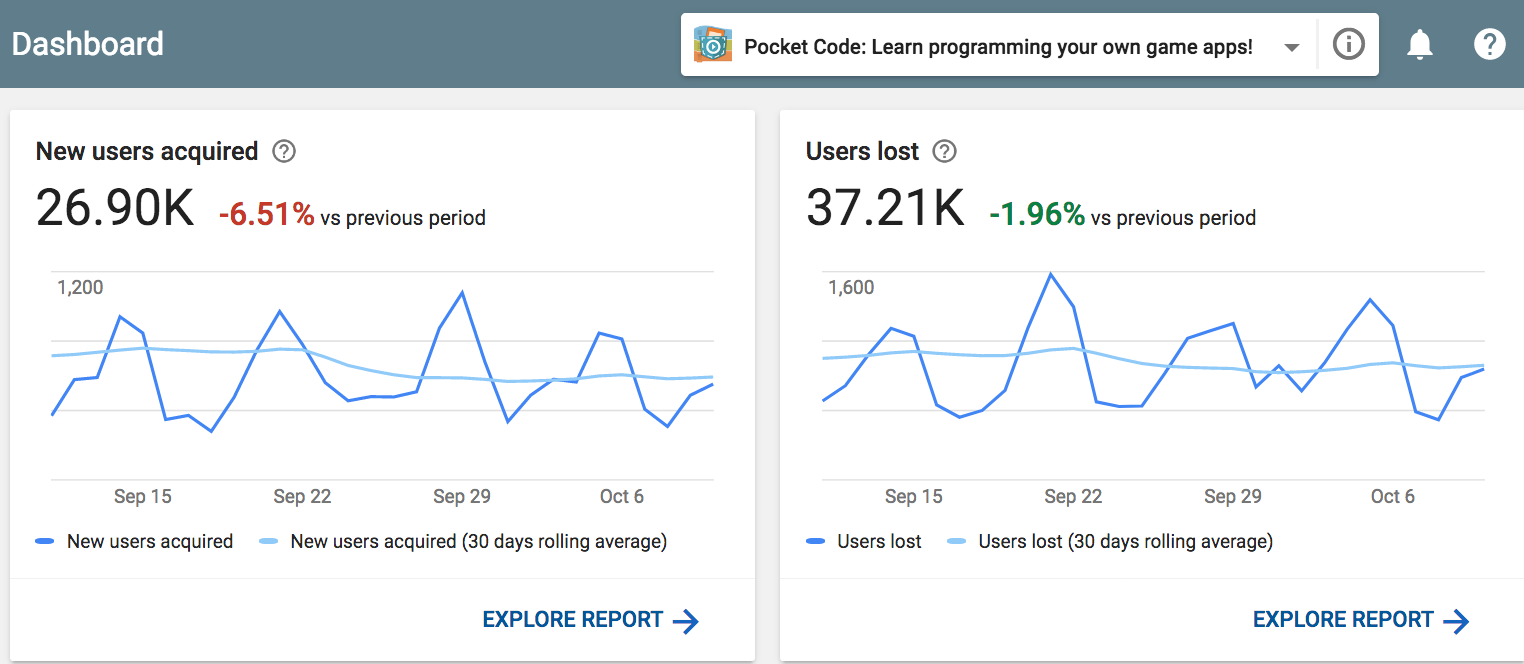 Dashboard
Pocket Code: Learn programming your own game apps!
New users acquired
26.90K -6.51% vs previous period
1,200
Sep 15 Sep 22 Sep 29 Oct 6
New users acquired New users acquired (30 days rolling average)
EXPLORE REPORT
Users lost
37.21K -1.96% vs previous period
1,600
Sep 15 Sep 22 Sep 29 Oct 6
Users lost Users lost (30 days rolling average)
EXPLORE REPORT